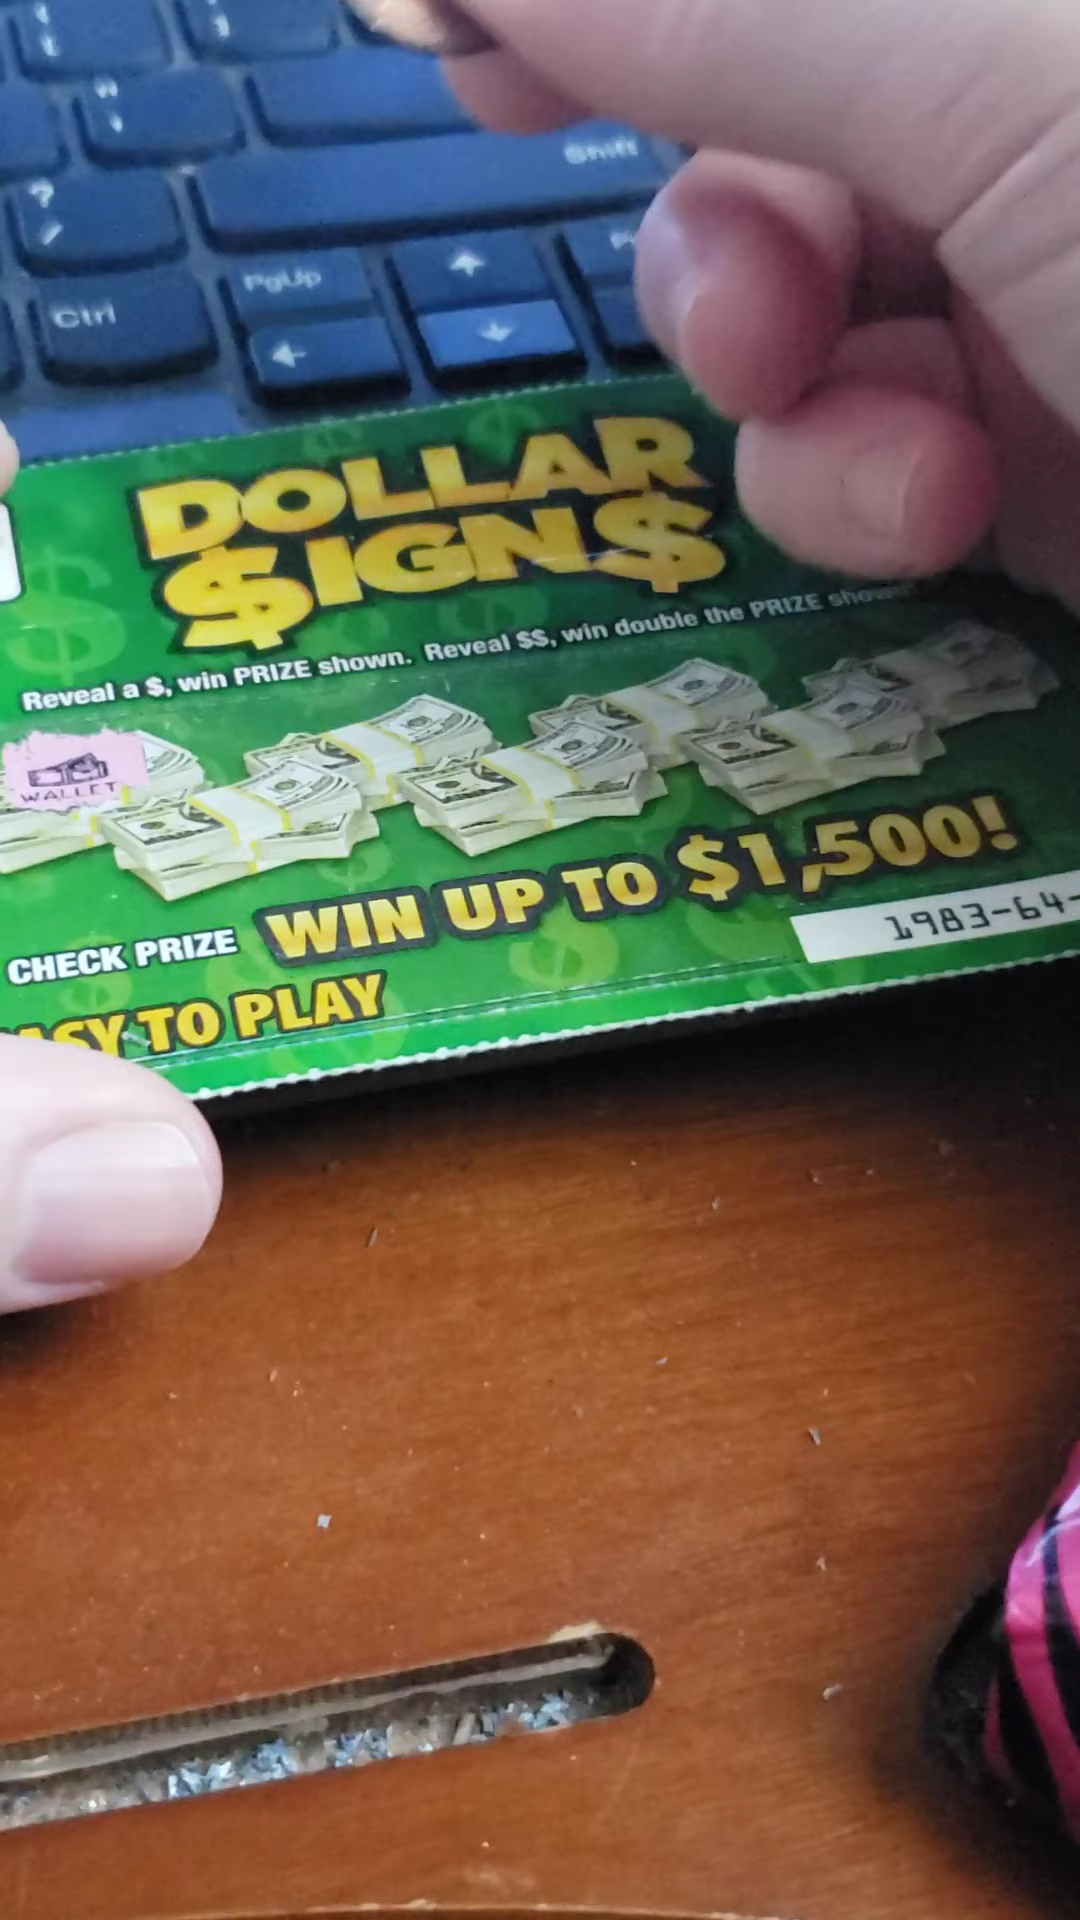 W
?
/
Shift
Ctrl
PgUp
DOLLAR
$IGN$
Reveal a $, win PRIZE shown. Reveal $$, win double the PRIZE
WALLET
WIN UP TO $1,500!
CHECK PRIZE
1983-64-
TO PLAY